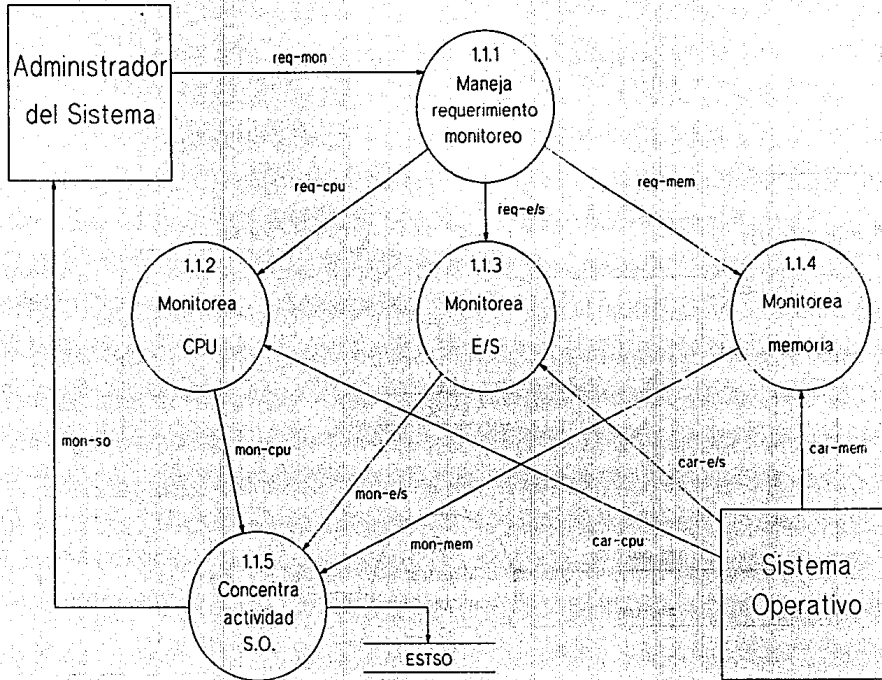 Administrador
del Sistema
req-mon
1.1.1
Maneja
requerimiento
monitoreo
req-cpu
req-e/s
req-mem
1.1.2
Monitorea
CPU
1.1.3
Monitorea
E/S
1.1.4
Monitorea
memoria
mon-so
mon-cpu
mon-e/s
mon-mem
car-cpu
car-e/s
car-mem
1.1.5
Concentra
actividad
S.O.
ESTSO
Sistema
Operativo